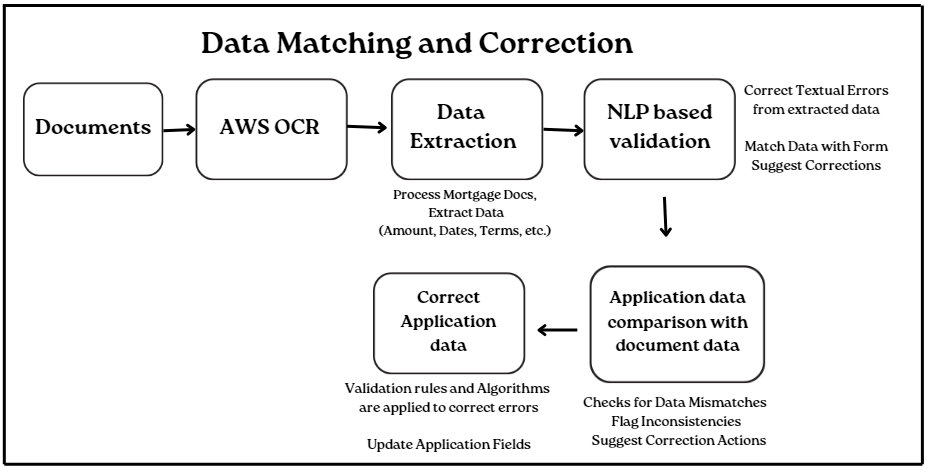 Data Matching and Correction
Documents
AWS OCR
Data
Extraction
Process Mortgage Docs,
Extract Data
(Amount, Dates, Terms, etc.)
NLP based
validation
Correct Textual Errors
from extracted data
Match Data with Form
Suggest Corrections
Application data
comparison with
document data
Checks for Data Mismatches
Flag Inconsistencies
Suggest Correction Actions
Correct
Application
data
Validation rules and Algorithms
are applied to correct errors
Update Application Fields